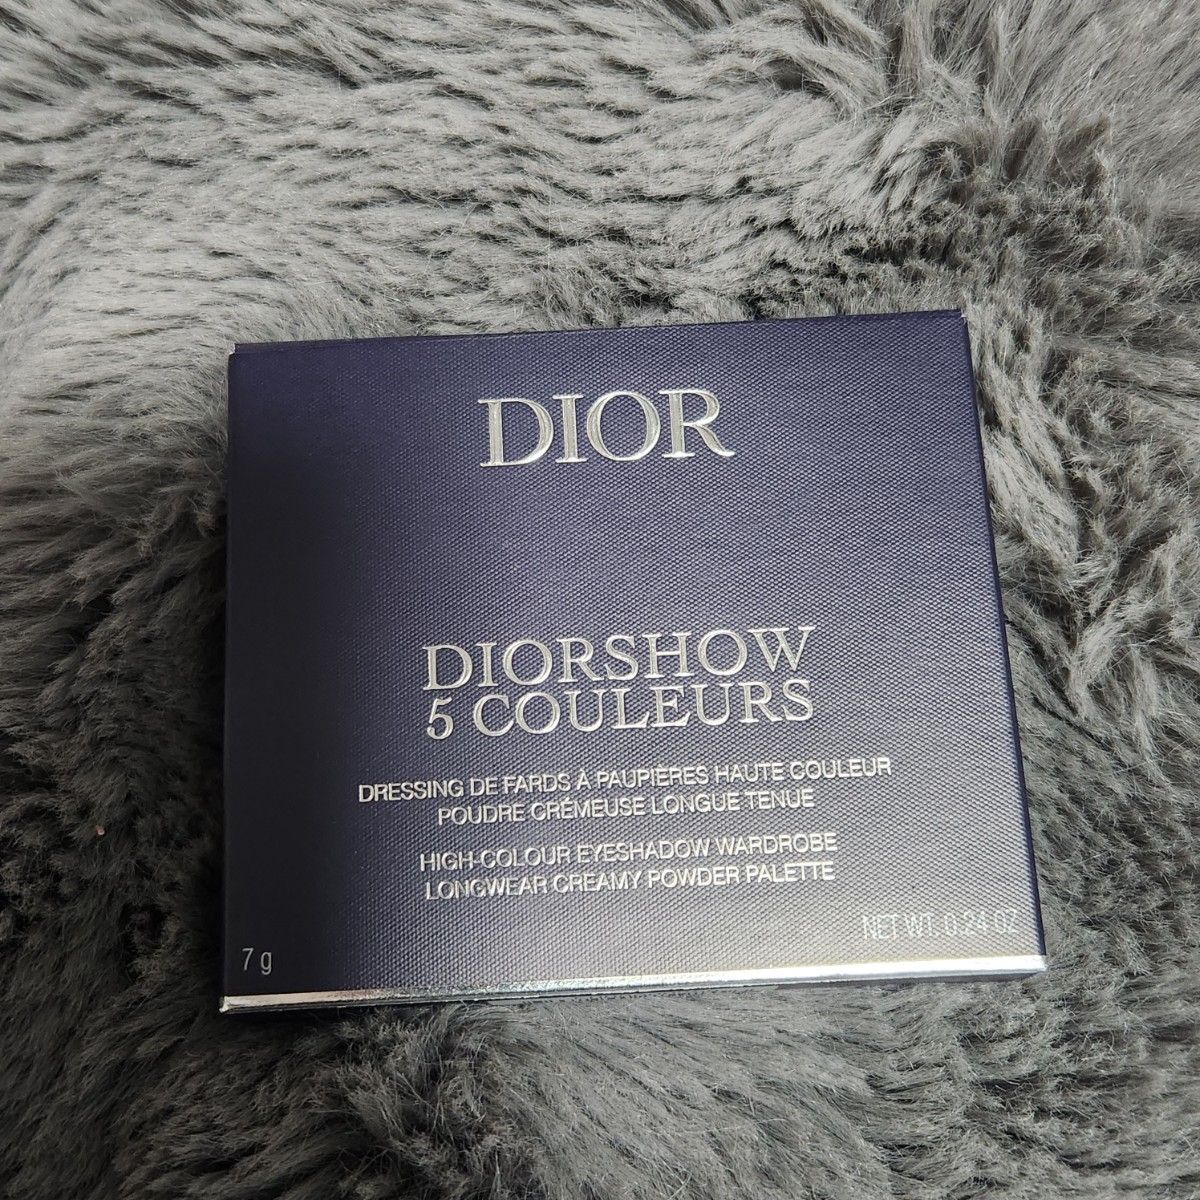 DIOR
DIORSHOW
5 COULEURS
DRESSING DE FARDS À PAUPIÈRES HAUTE COULEUR
POUDRE CRÉMEUSE LONGUE TENUE
HIGH-COLOUR EYESHADOW WARDROBE
LONGWEAR CREAMY POWDER PALETTE
7 g
NET WT. 0.24 OZ